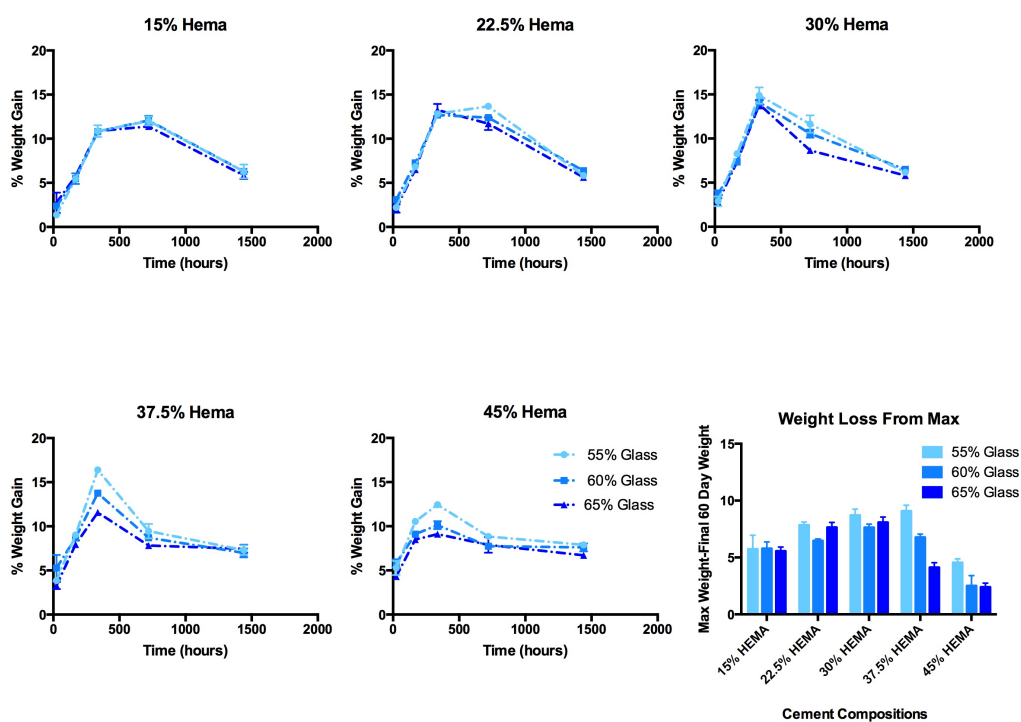 15% Hema
22.5% Hema
30% Hema
% Weight Gain
20
15
10
5
0
0 500 1000 1500 2000
Time (hours)
% Weight Gain
20
15
10
5
0
0 500 1000 1500 2000
Time (hours)
% Weight Gain
20
15
10
5
0
0 500 1000 1500 2000
Time (hours)
37.5% Hema
% Weight Gain
20
15
10
5
0
0 500 1000 1500 2000
Time (hours)
45% Hema
% Weight Gain
20
15
10
5
0
0 500 1000 1500 2000
Time (hours)
55% Glass
60% Glass
65% Glass
Weight Loss From Max
Max Weight-Final 60 Day Weight
15
10
5
0
55% Glass
60% Glass
65% Glass
15% HEMA
22.5% HEMA
30% HEMA
37.5% HEMA
45% HEMA
Cement Compositions